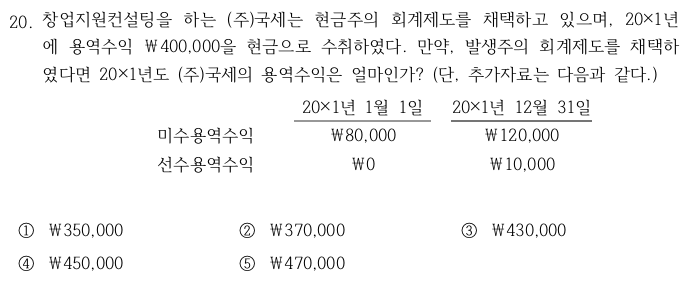 20. 창업지원컨설팅을 하는 (주)국세는 현금주의 회계제도를 채택하고 있으며, 20×1년
에 용역수익 ₩400,000을 현금으로 수취하였다. 만약, 발생주의 회계제도를 채택하
였다면 20×1년도 (주)국세의 용역수익은 얼마인가? (단, 추가자료는 다음과 같다.)
20×1년 1월 1일 20×1년 12월 31일
미수용역수익 ₩80,000 ₩120,000
선수용역수익 ₩0 ₩10,000
① ₩350,000 ② ₩370,000 ③ ₩430,000
④ ₩450,000 ⑤ ₩470,000